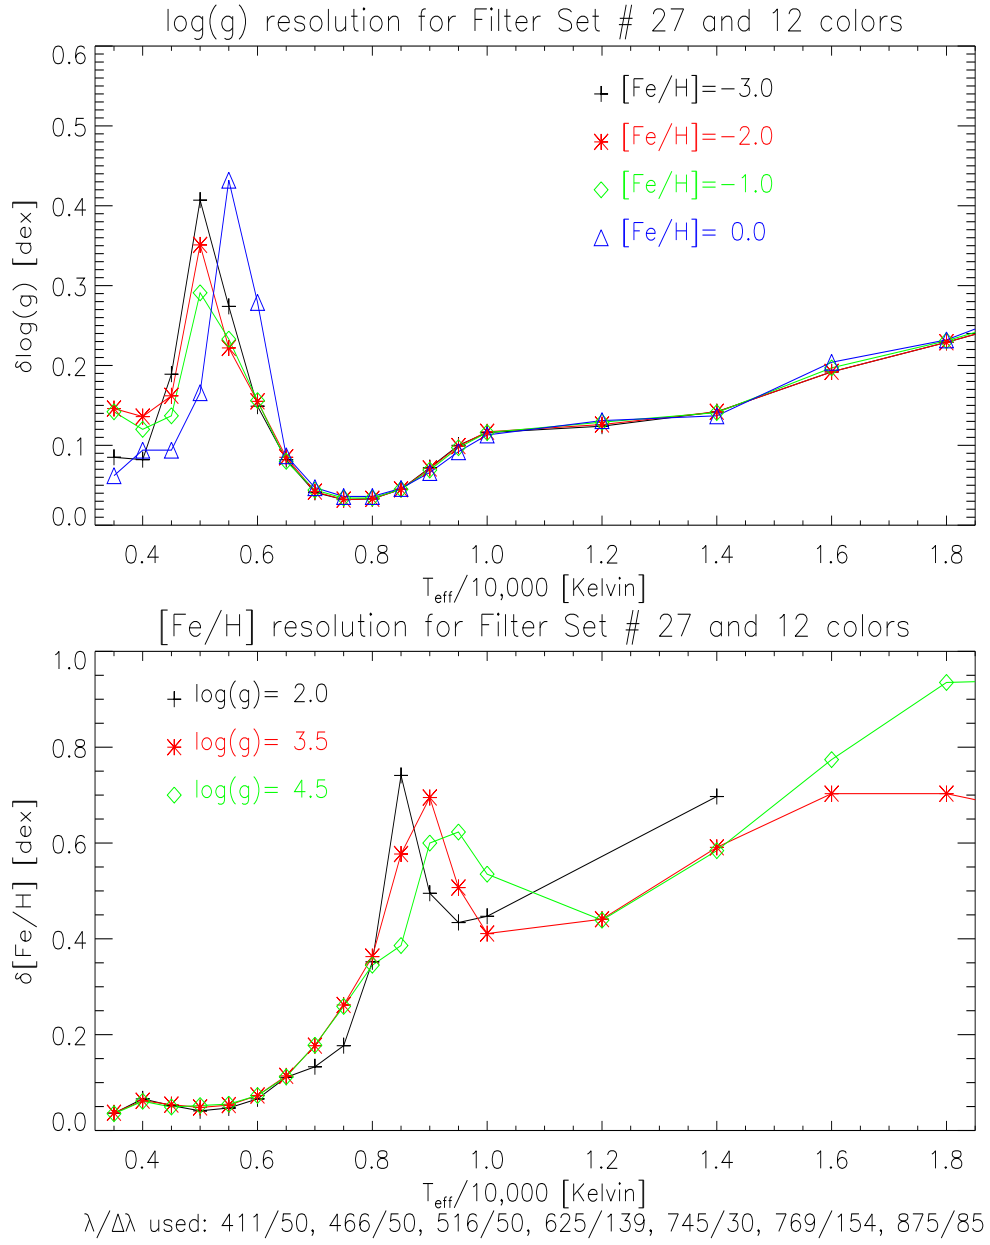 log(g) resolution for Filter Set # 27 and 12 colors
0.6
[Fe/H]=−3.0
0.5
[Fe/H]=−2.0
[Fe/H]=−1.0
0.4
[Fe/H]= 0.0
δlog(g) [dex]
0.3
0.2
0.1
0.0
0.4 0.6 0.8 1.0 1.2 1.4 1.6 1.8
Teff/10,000 [Kelvin]
[Fe/H] resolution for Filter Set # 27 and 12 colors
1.0
log(g)= 2.0
0.8
log(g)= 3.5
log(g)= 4.5
δ[Fe/H] [dex]
0.6
0.4
0.2
0.0
0.4 0.6 0.8 1.0 1.2 1.4 1.6 1.8
Teff/10,000 [Kelvin]
λ/Δλ used: 411/50, 466/50, 516/50, 625/139, 745/30, 769/154, 875/85